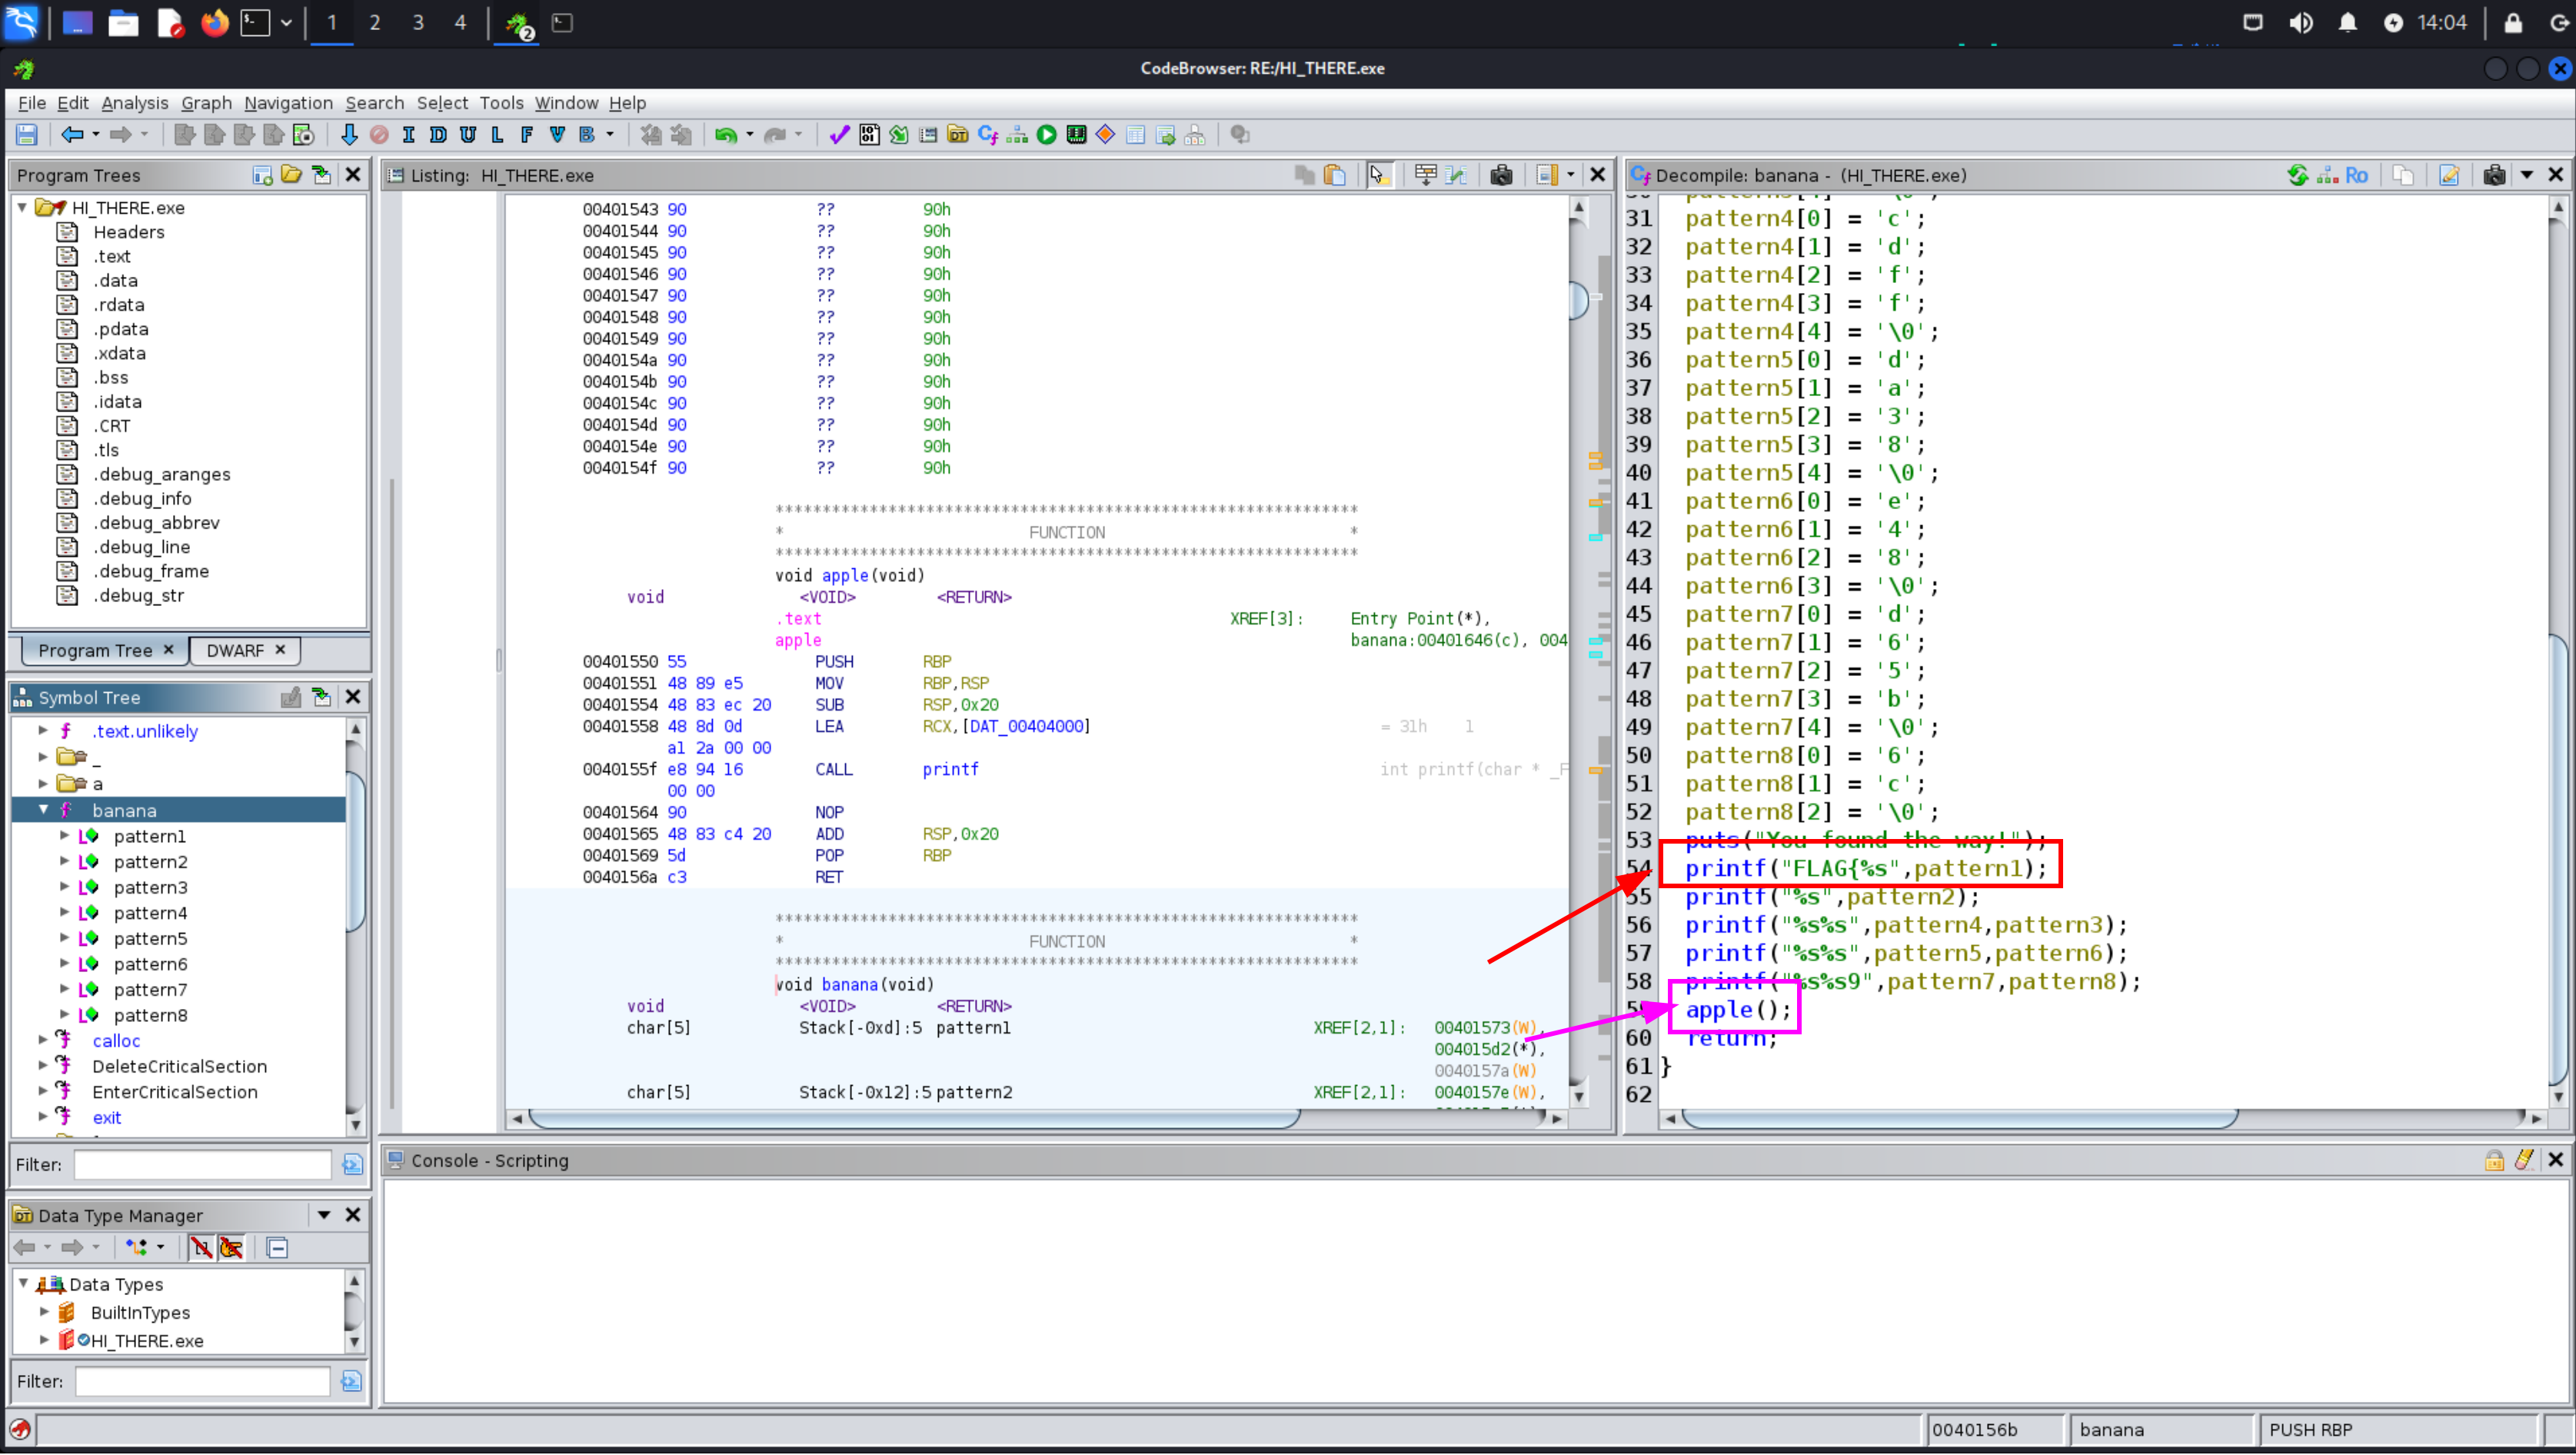 1 2 3 4 2 14:04
CodeBrowser: RE:/HI_THERE.exe
File Edit Analysis Graph Navigation Search Select Tools Window Help
I D U L F V B
Program Trees
HI_THERE.exe
Headers
.text
.data
.rdata
.pdata
.xdata
.bss
.idata
.CRT
.tls
.debug_aranges
.debug_info
.debug_abbrev
.debug_line
.debug_frame
.debug_str
Program Tree × DWARF ×
Symbol Tree
.text.unlikely
_
a
banana
pattern1
pattern2
pattern3
pattern4
pattern5
pattern6
pattern7
pattern8
calloc
DeleteCriticalSection
EnterCriticalSection
exit
Filter:
Data Type Manager
Data Types
BuiltInTypes
HI_THERE.exe
Filter:
Listing: HI_THERE.exe
00401543 90 ?? 90h
00401544 90 ?? 90h
00401545 90 ?? 90h
00401546 90 ?? 90h
00401547 90 ?? 90h
00401548 90 ?? 90h
00401549 90 ?? 90h
0040154a 90 ?? 90h
0040154b 90 ?? 90h
0040154c 90 ?? 90h
0040154d 90 ?? 90h
0040154e 90 ?? 90h
0040154f 90 ?? 90h
**************************************************************
* FUNCTION *
**************************************************************
void apple(void)
void <VOID> <RETURN>
.text XREF[3]: Entry Point(*),
apple banana:00401646(c), 004
00401550 55 PUSH RBP
00401551 48 89 e5 MOV RBP,RSP
00401554 48 83 ec 20 SUB RSP,0x20
00401558 48 8d 0d LEA RCX,[DAT_00404000] = 31h 1
a1 2a 00 00
0040155f e8 94 16 CALL printf int printf(char * _F
00 00
00401564 90 NOP
00401565 48 83 c4 20 ADD RSP,0x20
00401569 5d POP RBP
0040156a c3 RET
**************************************************************
* FUNCTION *
**************************************************************
void banana(void)
void <VOID> <RETURN>
char[5] Stack[-0xd]:5 pattern1 XREF[2,1]: 00401573(W),
004015d2(*),
0040157a(W)
char[5] Stack[-0x12]:5 pattern2 XREF[2,1]: 0040157e(W),
Decompile: banana - (HI_THERE.exe)
Ro
31 pattern4[0] = 'c';
32 pattern4[1] = 'd';
33 pattern4[2] = 'f';
34 pattern4[3] = 'f';
35 pattern4[4] = '\0';
36 pattern5[0] = 'd';
37 pattern5[1] = 'a';
38 pattern5[2] = '3';
39 pattern5[3] = '8';
40 pattern5[4] = '\0';
41 pattern6[0] = 'e';
42 pattern6[1] = '4';
43 pattern6[2] = '8';
44 pattern6[3] = '\0';
45 pattern7[0] = 'd';
46 pattern7[1] = '6';
47 pattern7[2] = '5';
48 pattern7[3] = 'b';
49 pattern7[4] = '\0';
50 pattern8[0] = '6';
51 pattern8[1] = 'c';
52 pattern8[2] = '\0';
53 puts("You found the way!");
54 printf("FLAG{%s",pattern1);
55 printf("%s",pattern2);
56 printf("%s%s",pattern4,pattern3);
57 printf("%s%s",pattern5,pattern6);
58 printf("%s%s9",pattern7,pattern8);
59 apple();
60 return;
61 }
62
Console - Scripting
0040156b banana PUSH RBP